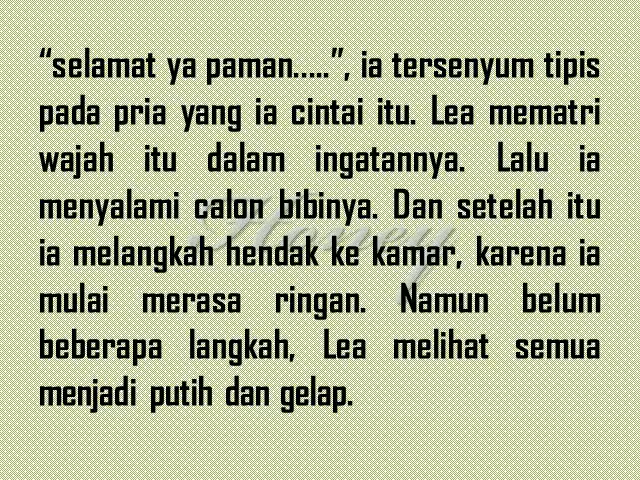 “selamat ya paman.....”, ia tersenyum tipis
pada pria yang ia cintai itu. Lea mematri
wajah itu dalam ingatannya. Lalu ia
menyalami calon bibinya. Dan setelah itu
ia melangkah hendak ke kamar, karena ia
mulai merasa ringan. Namun belum
beberapa langkah, Lea melihat semua
menjadi putih dan gelap.
Honey